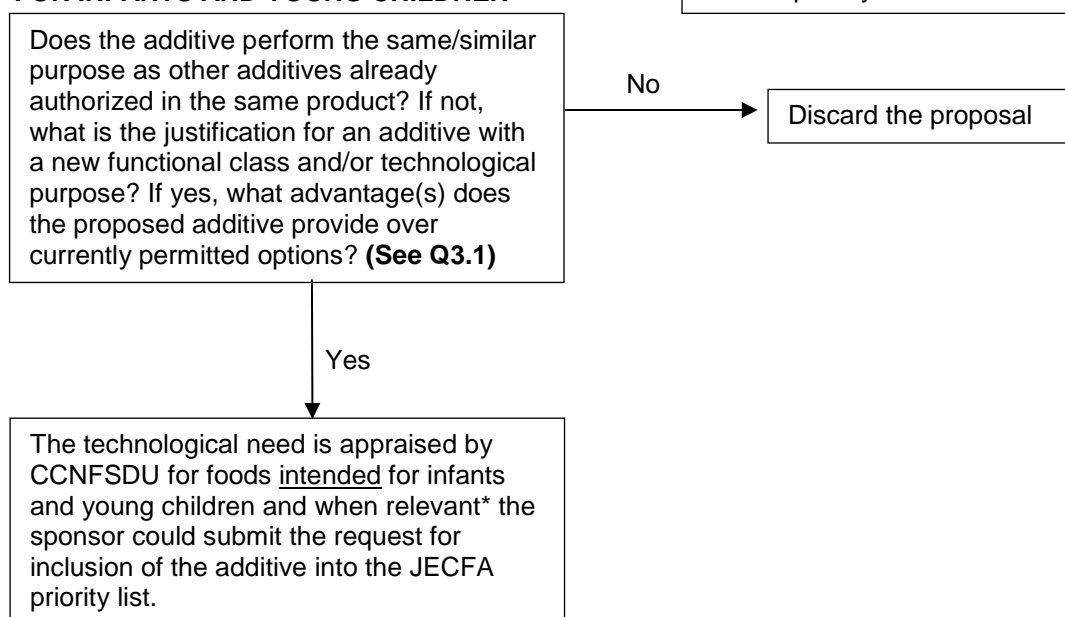 Does the additive perform the same/similar
purpose as other additives already
authorized in the same product? If not,
what is the justification for an additive with
a new functional class and/or technological
purpose? If yes, what advantage(s) does
the proposed additive provide over
currently permitted options? (See Q3.1)
No
Discard the proposal
Yes
The technological need is appraised by
CCNFSDU for foods intended for infants
and young children and when relevant* the
sponsor could submit the request for
inclusion of the additive into the JECFA
priority list.